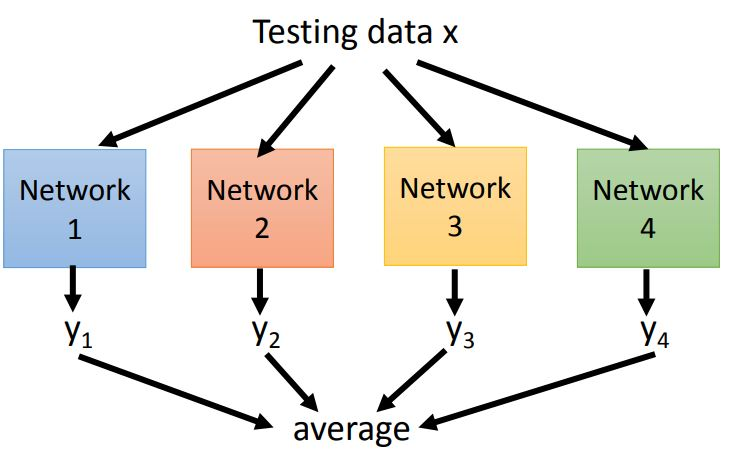 Testing data x
Network
1
Network
2
Network
3
Network
4
y₁
y₂
y₃
y₄
average